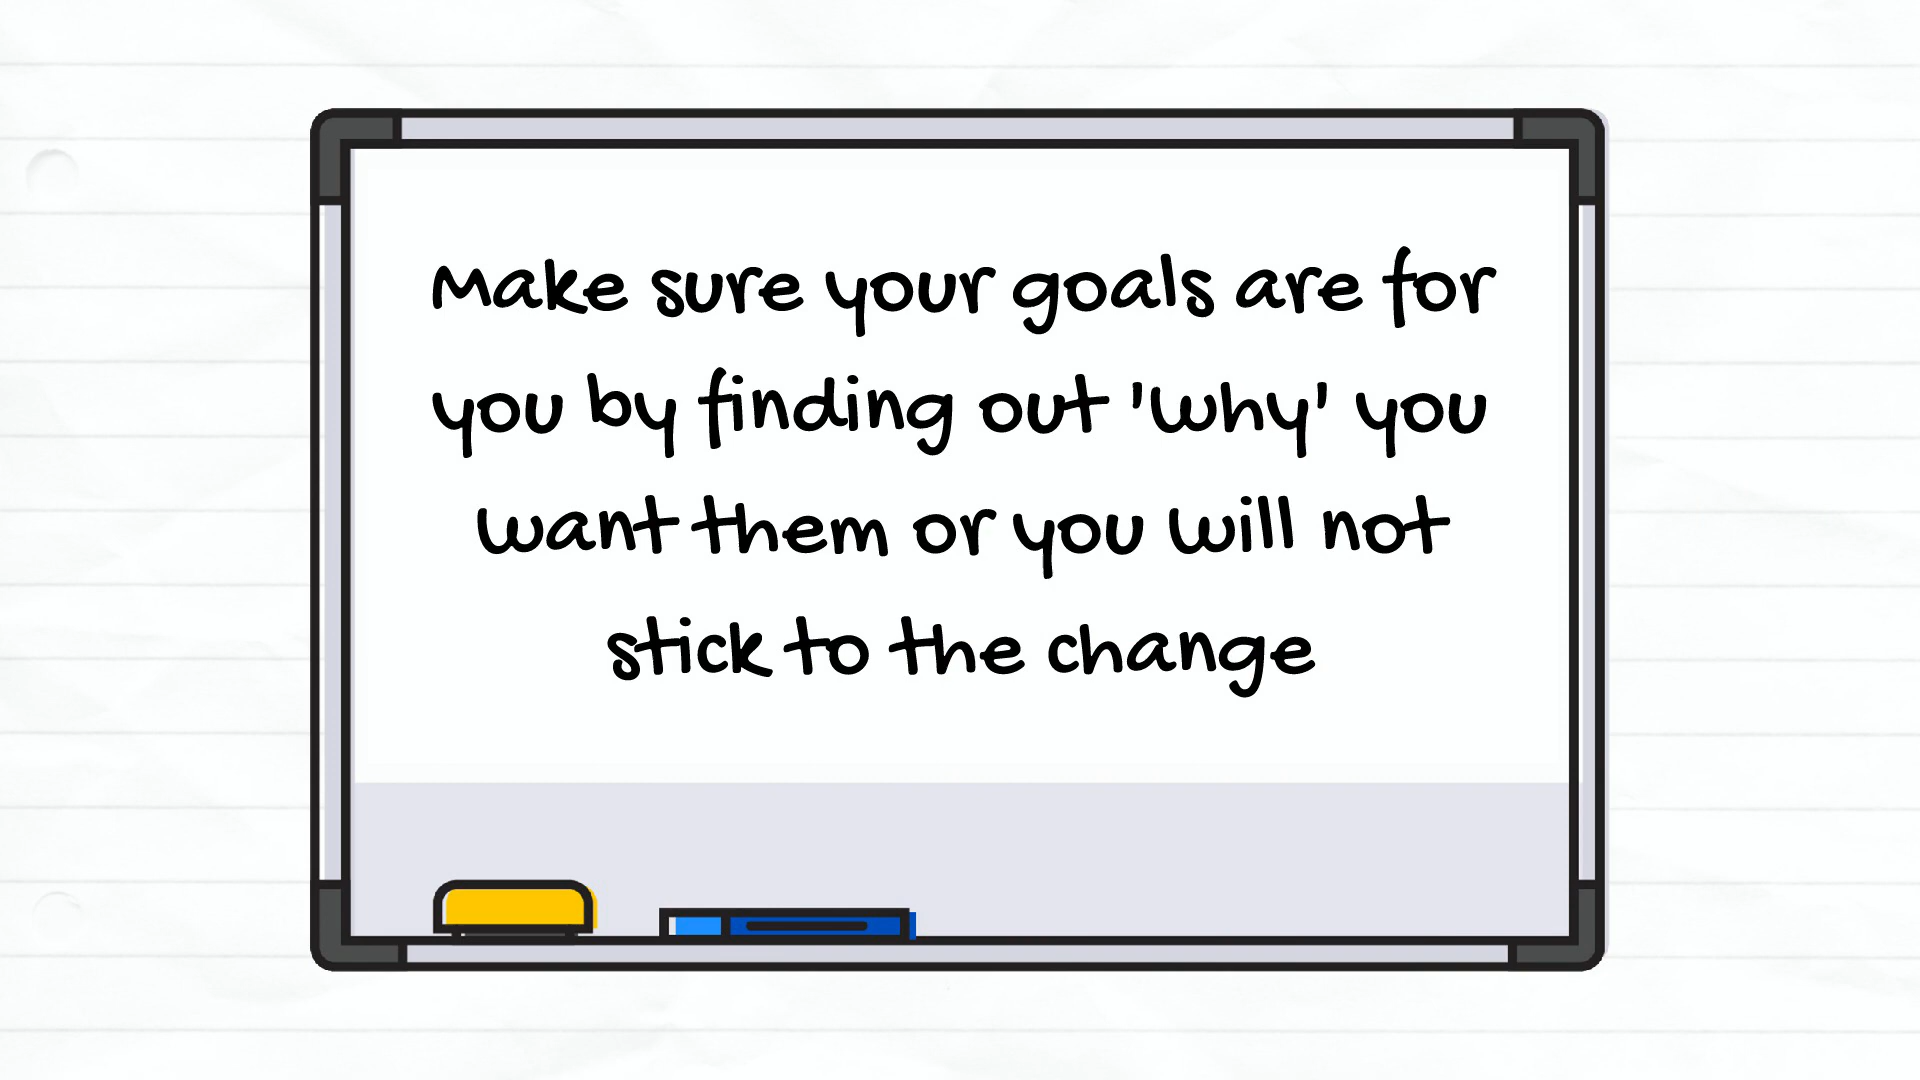 Make sure your goals are for
you by finding out 'why' you
want them or you will not
stick to the change